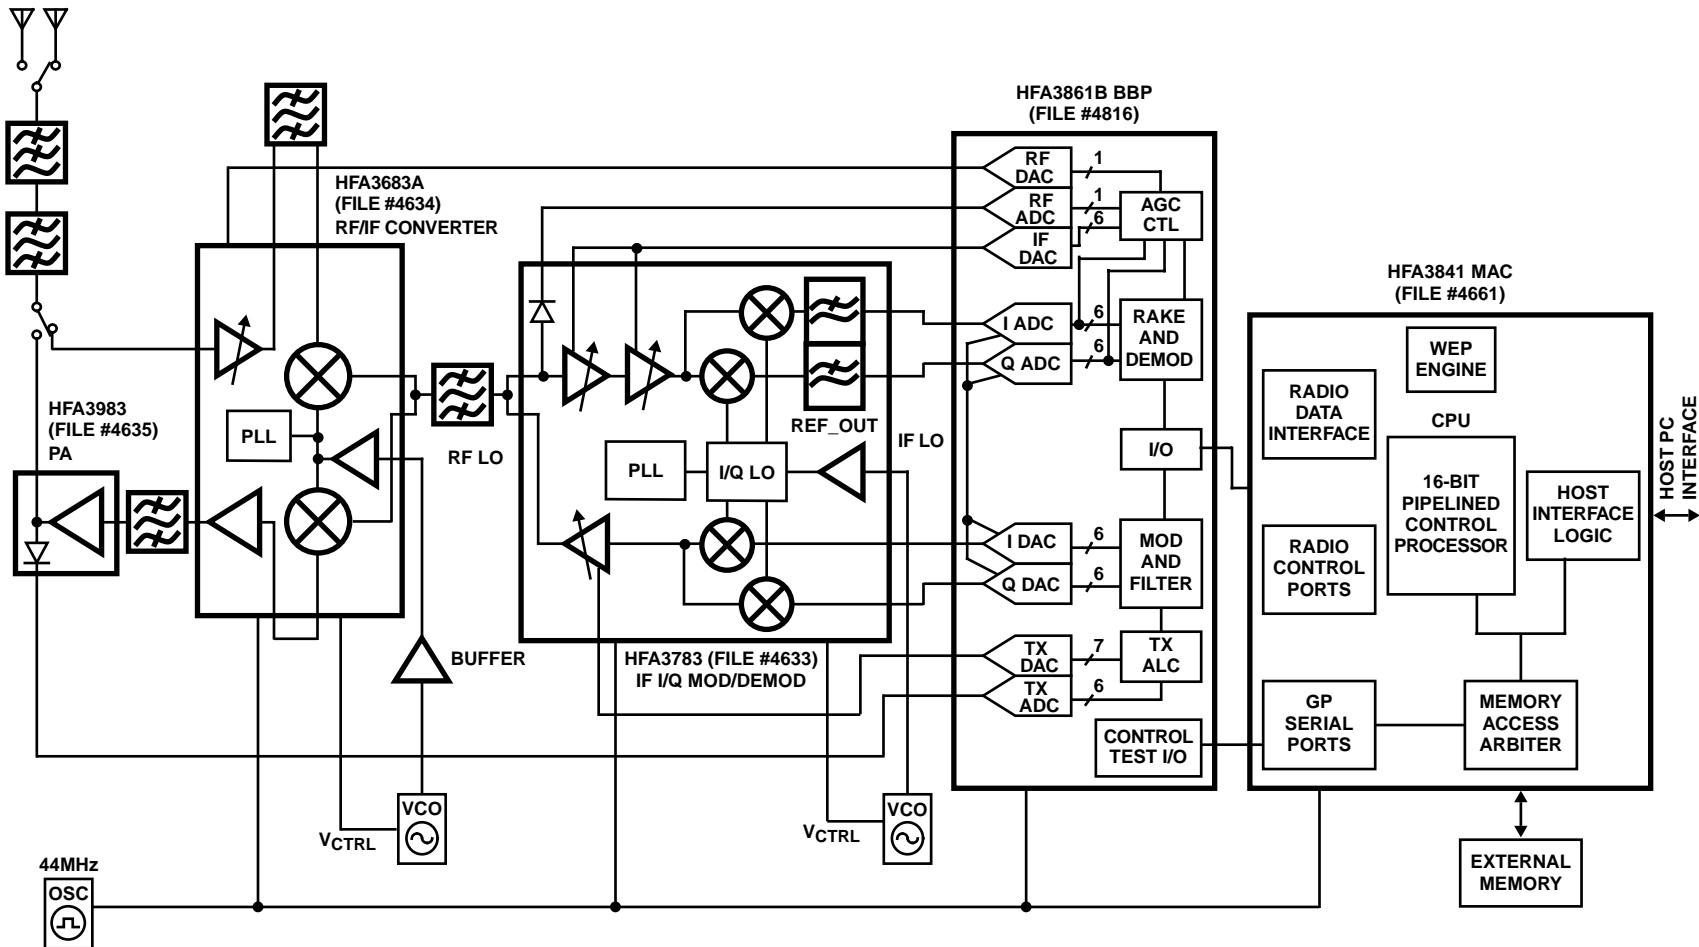 HFA3683A
(FILE #4634)
RF/IF CONVERTER
HFA3983
(FILE #4635)
PA
PLL
RF LO
BUFFER
VCO
VCTRL
44MHz
OSC
REF_OUT
IF LO
PLL
I/Q LO
HFA3783 (FILE #4633)
IF I/Q MOD/DEMOD
VCTRL
VCO
HFA3861B BBP
(FILE #4816)
RF
DAC
1
RF
ADC
1
IF
DAC
6
AGC
CTL
I ADC
6
Q ADC
6
RAKE
AND
DEMOD
I/O
I DAC
6
Q DAC
6
MOD
AND
FILTER
TX
DAC
7
TX
ADC
6
TX
ALC
CONTROL
TEST I/O
HFA3841 MAC
(FILE #4661)
WEP
ENGINE
RADIO
DATA
INTERFACE
CPU
16-BIT
PIPELINED
CONTROL
PROCESSOR
HOST
INTERFACE
LOGIC
RADIO
CONTROL
PORTS
GP
SERIAL
PORTS
MEMORY
ACCESS
ARBITER
HOST PC
INTERFACE
EXTERNAL
MEMORY